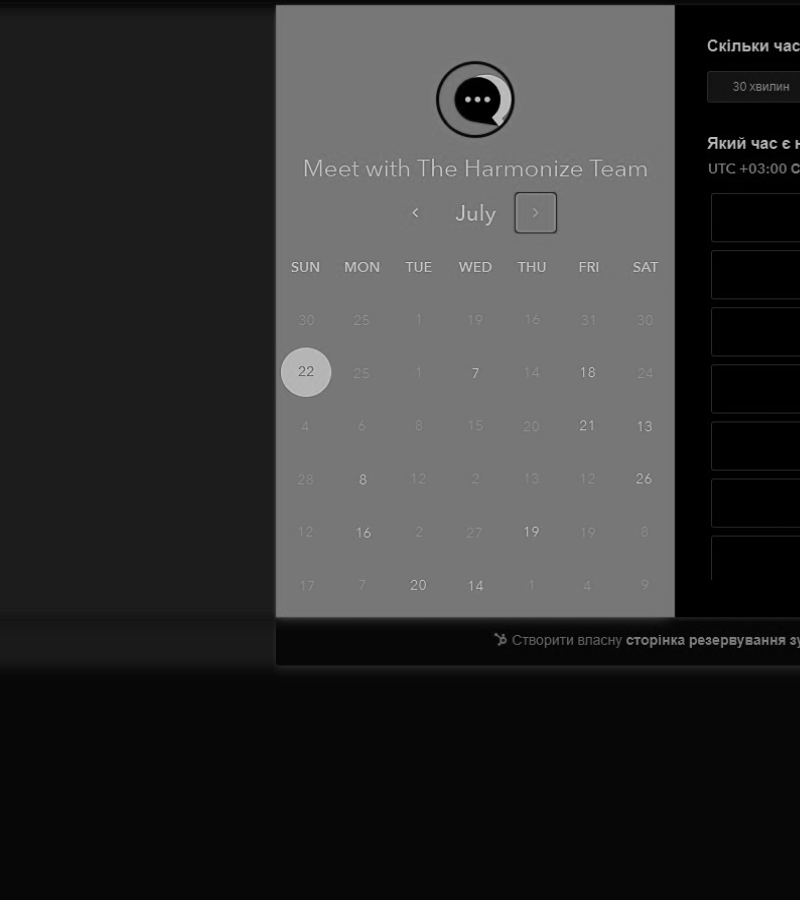 Meet with The Harmonize Team
July
SUN MON TUE WED THU FRI SAT
30 25 1 19 16 31 30
22 25 1 7 14 18 24
4 6 8 15 20 21 13
28 8 12 2 13 12 26
12 16 2 27 19 19 8
17 7 20 14 1 4 9
Скільки час
30 хвилин
Який час є н
UTC +03:00 С
Створити власну сторінка резервування зу